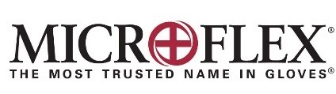 MICROFLEX®
THE MOST TRUSTED NAME IN GLOVES®